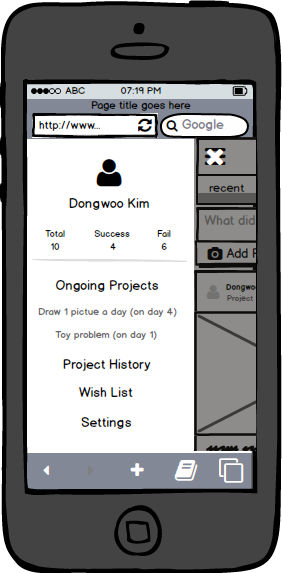 ABC 07:19 PM
Page title goes here
http://www... Google
Dongwoo Kim
Total Success Fail
10 4 6
Ongoing Projects
Draw 1 pictue a day (on day 4)
Toy problem (on day 1)
Project History
Wish List
Settings
recent
What did
Add
Dongwoo
Project